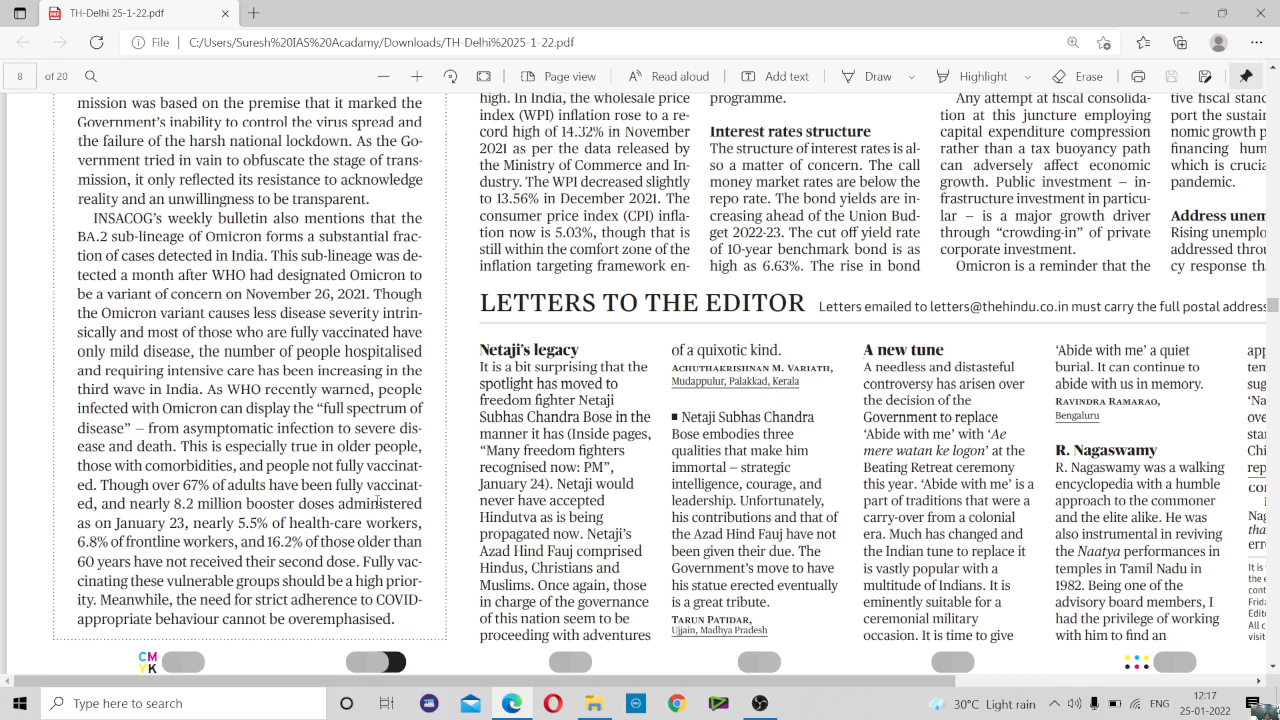 TH-Delhi 25-1-22.pdf
File
C:/Users/Suresh%20IAS%20Acadamy/Downloads/TH-Delhi%2025-1-22.pdf
8 of 20
Page view
Read aloud
Add text
Draw
Highlight
Erase
mission was based on the premise that it marked the
Government's inability to control the virus spread and
the failure of the harsh national lockdown. As the Go-
vernment tried in vain to obfuscate the stage of trans-
mission, it only reflected its resistance to acknowledge
reality and an unwillingness to be transparent.
INSACOG's weekly bulletin also mentions that the
BA.2 sub-lineage of Omicron forms a substantial frac-
tion of cases detected in India. This sub-lineage was de-
tected a month after WHO had designated Omicron to
be a variant of concern on November 26, 2021. Though
the Omicron variant causes less disease severity intrin-
sically and most of those who are fully vaccinated have
only mild disease, the number of people hospitalised
and requiring intensive care has been increasing in the
third wave in India. As WHO recently warned, people
infected with Omicron can display the "full spectrum of
disease" – from asymptomatic infection to severe dis-
ease and death. This is especially true in older people,
those with comorbidities, and people not fully vaccinat-
ed. Though over 67% of adults have been fully vaccinat-
ed, and nearly 8.2 million booster doses administered
as on January 23, nearly 5.5% of health-care workers,
6.8% of frontline workers, and 16.2% of those older than
60 years have not received their second dose. Fully vac-
cinating these vulnerable groups should be a high prior-
ity. Meanwhile, the need for strict adherence to COVID-
appropriate behaviour cannot be overemphasised.
high. In India, the wholesale price
index (WPI) inflation rose to a re-
cord high of 14.32% in November
2021 as per the data released by
the Ministry of Commerce and In-
dustry. The WPI decreased slightly
to 13.56% in December 2021. The
consumer price index (CPI) infla-
tion now is 5.03%, though that is
still within the comfort zone of the
inflation targeting framework en-
programme.
Interest rates structure
The structure of interest rates is al-
so a matter of concern. The call
money market rates are below the
repo rate. The bond yields are in-
creasing ahead of the Union Bud-
get 2022-23. The cut off yield rate
of 10-year benchmark bond is as
high as 6.63%. The rise in bond
Any attempt at fiscal consolida-
tion at this juncture employing
capital expenditure compression
rather than a tax buoyancy path
can adversely affect economic
growth. Public investment – in-
frastructure investment in particu-
lar – is a major growth driver
through "crowding-in" of private
corporate investment.
Omicron is a reminder that the
tive fiscal stanc
port the sustain
nomic growth p
financing hum
which is crucia
pandemic.
Address unem
Rising unemplo
addressed throu
cy response tha
LETTERS TO THE EDITOR Letters emailed to letters@thehindu.co.in must carry the full postal address
Netaji's legacy
It is a bit surprising that the
spotlight has moved to
freedom fighter Netaji
Subhas Chandra Bose in the
manner it has (Inside pages,
"Many freedom fighters
recognised now: PM",
January 24). Netaji would
never have accepted
Hindutva as is being
propagated now. Netaji's
Azad Hind Fauj comprised
Hindus, Christians and
Muslims. Once again, those
in charge of the governance
of this nation seem to be
proceeding with adventures
of a quixotic kind.
ACHUTHAKRISHNAN M. VARIATH,
Mudappulur, Palakkad, Kerala
■ Netaji Subhas Chandra
Bose embodies three
qualities that make him
immortal – strategic
intelligence, courage, and
leadership. Unfortunately,
his contributions and that of
the Azad Hind Fauj have not
been given their due. The
Government's move to have
his statue erected eventually
is a great tribute.
TARUN PATIDAR,
Ujjain, Madhya Pradesh
A new tune
A needless and distasteful
controversy has arisen over
the decision of the
Government to replace
'Abide with me' with 'Ae
mere watan ke logon' at the
Beating Retreat ceremony
this year. 'Abide with me' is a
part of traditions that were a
carry-over from a colonial
era. Much has changed and
the Indian tune to replace it
is vastly popular with a
multitude of Indians. It is
eminently suitable for a
ceremonial military
occasion. It is time to give
'Abide with me' a quiet
burial. It can continue to
abide with us in memory.
RAVINDRA RAMARAO,
Bengaluru
R. Nagaswamy
R. Nagaswamy was a walking
encyclopedia with a humble
approach to the commoner
and the elite alike. He was
also instrumental in reviving
the Naatya performances in
temples in Tamil Nadu in
1982. Being one of the
advisory board members, I
had the privilege of working
with him to find an
app
tem
sug
'Na
ove
star
Chi
rep
Nag
tha
err
It is
the e
cont
Frida
Edit
All c
visit
CM
YK
Type here to search
30°C Light rain
ENG
12:17
25-01-2022